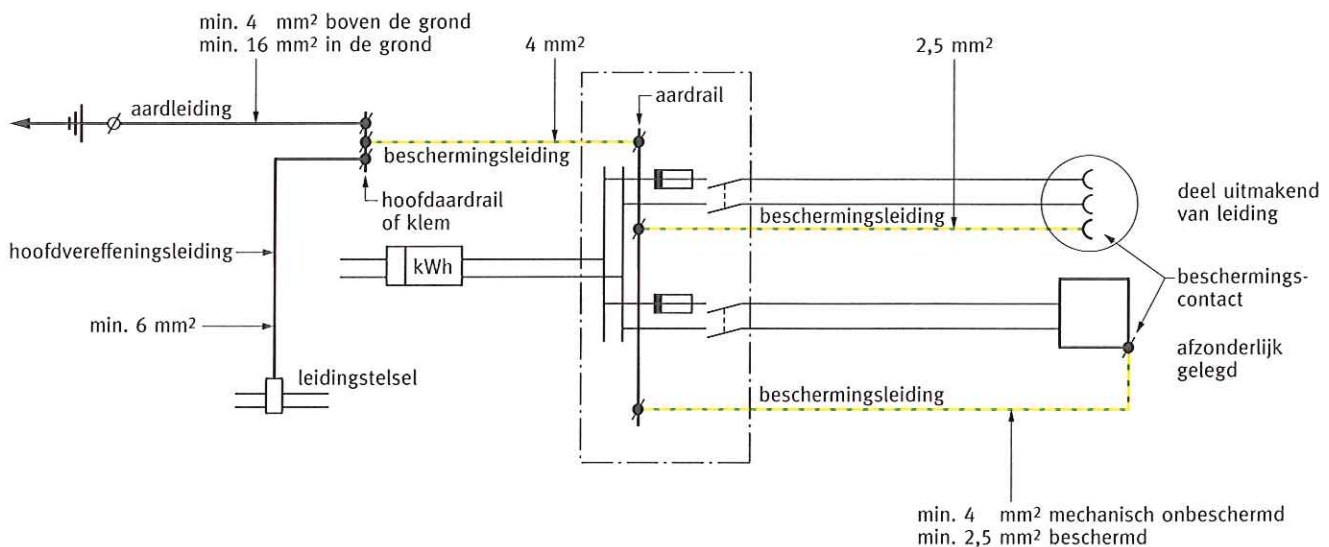 min. 4 mm² boven de grond
min. 16 mm² in de grond
4 mm²
2,5 mm²
aardrail
aardleiding
beschermingsleiding
hoofdaardrail
of klem
beschermingsleiding
deel uitmakend
van leiding
hoofdvereffeningsleiding
kWh
beschermings-
contact
min. 6 mm²
afzonderlijk
gelegd
leidingstelsel
beschermingsleiding
min. 4 mm² mechanisch onbeschermd
min. 2,5 mm² beschermd